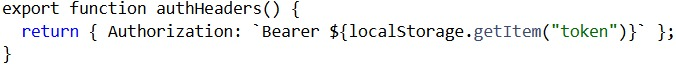 export function authHeaders() {
  return { Authorization: `Bearer ${localStorage.getItem("token")}` };
}